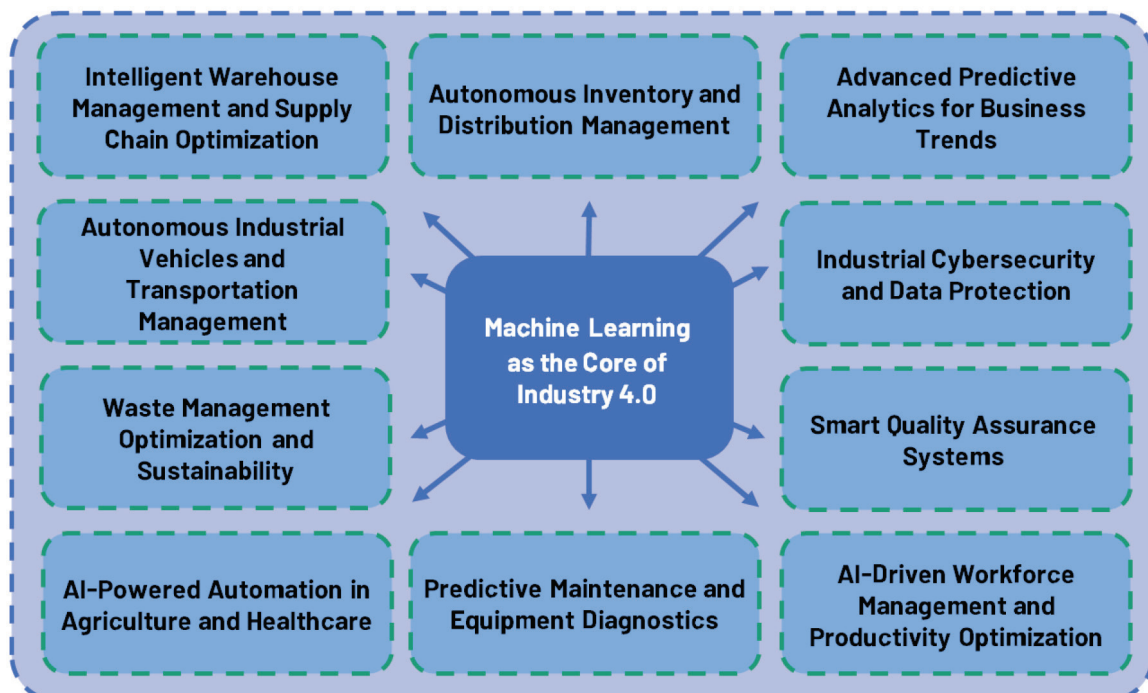 Intelligent Warehouse
Management and Supply
Chain Optimization
Autonomous Inventory and
Distribution Management
Advanced Predictive
Analytics for Business
Trends
Autonomous Industrial
Vehicles and
Transportation
Management
Industrial Cybersecurity
and Data Protection
Machine Learning
as the Core of
Industry 4.0
Waste Management
Optimization and
Sustainability
Smart Quality Assurance
Systems
AI-Powered Automation in
Agriculture and Healthcare
Predictive Maintenance and
Equipment Diagnostics
AI-Driven Workforce
Management and
Productivity Optimization